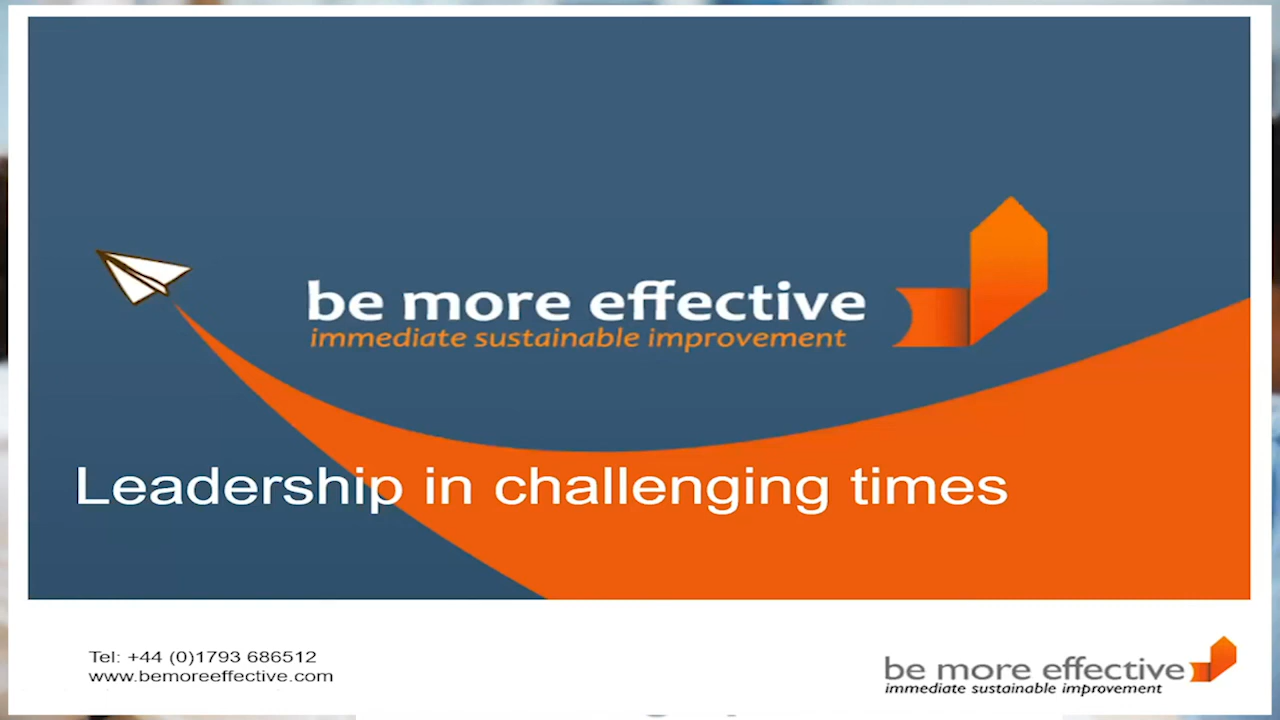 be more effective
immediate sustainable improvement
Leadership in challenging times
Tel: +44 (0)1793 686512
www.bemoreeffective.com
be more effective
immediate sustainable improvement